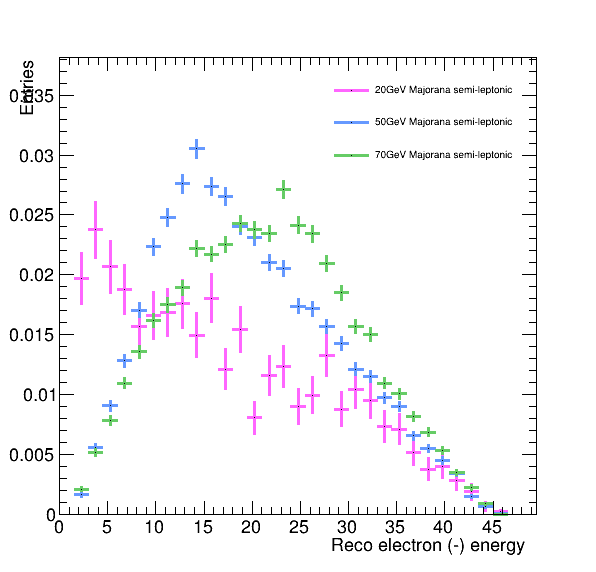 Entries
0.035
0.03
0.025
0.02
0.015
0.01
0.005
0
20GeV Majorana semi-leptonic
50GeV Majorana semi-leptonic
70GeV Majorana semi-leptonic
0 5 10 15 20 25 30 35 40 45
Reco electron (-) energy